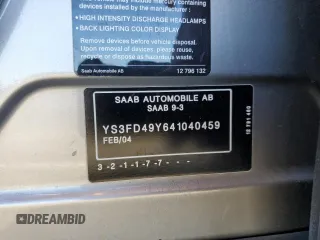 vehicle may include mercury containing
devices installed by the manufacturer:
• HIGH INTENSITY DISCHARGE HEADLAMPS
• BACK LIGHTING COLOR DISPLAY
Remove devices before vehicle disposal.
Upon removal of devices please reuse,
recycle or dispose as hazardous waste.
Saab Automobile AB 12 796 132
SAAB AUTOMOBILE AB
SAAB 9-3
YS3FD49Y641040459
FEB/04
3 -2 -1 -1 -7 -7 - - -
DREAMBID